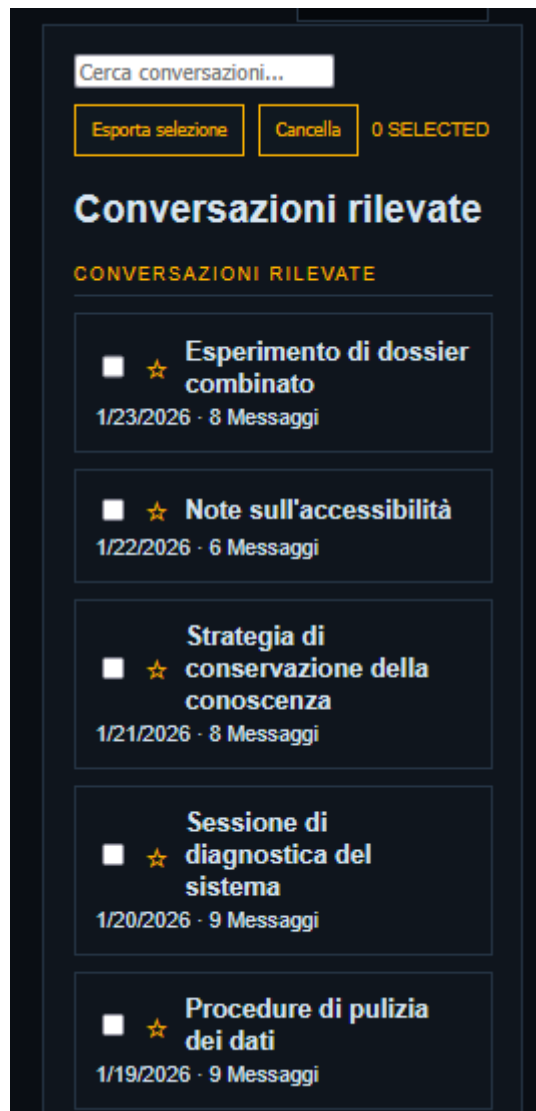 Cerca conversazioni...
Esporta selezione
Cancella
0 SELECTED
Conversazioni rilevate
CONVERSAZIONI RILEVATE
Esperimento di dossier
combinato
1/23/2026 · 8 Messaggi
Note sull'accessibilità
1/22/2026 · 6 Messaggi
Strategia di
conservazione della
conoscenza
1/21/2026 · 8 Messaggi
Sessione di
diagnostica del
sistema
1/20/2026 · 9 Messaggi
Procedure di pulizia
dei dati
1/19/2026 · 9 Messaggi